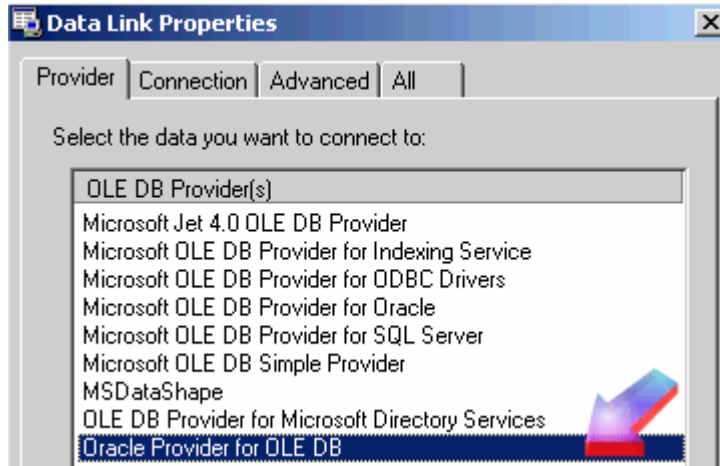 Data Link Properties
Provider Connection Advanced All
Select the data you want to connect to:
OLE DB Provider(s)
Microsoft Jet 4.0 OLE DB Provider
Microsoft OLE DB Provider for Indexing Service
Microsoft OLE DB Provider for ODBC Drivers
Microsoft OLE DB Provider for Oracle
Microsoft OLE DB Provider for SQL Server
Microsoft OLE DB Simple Provider
MSDataShape
OLE DB Provider for Microsoft Directory Services
Oracle Provider for OLE DB